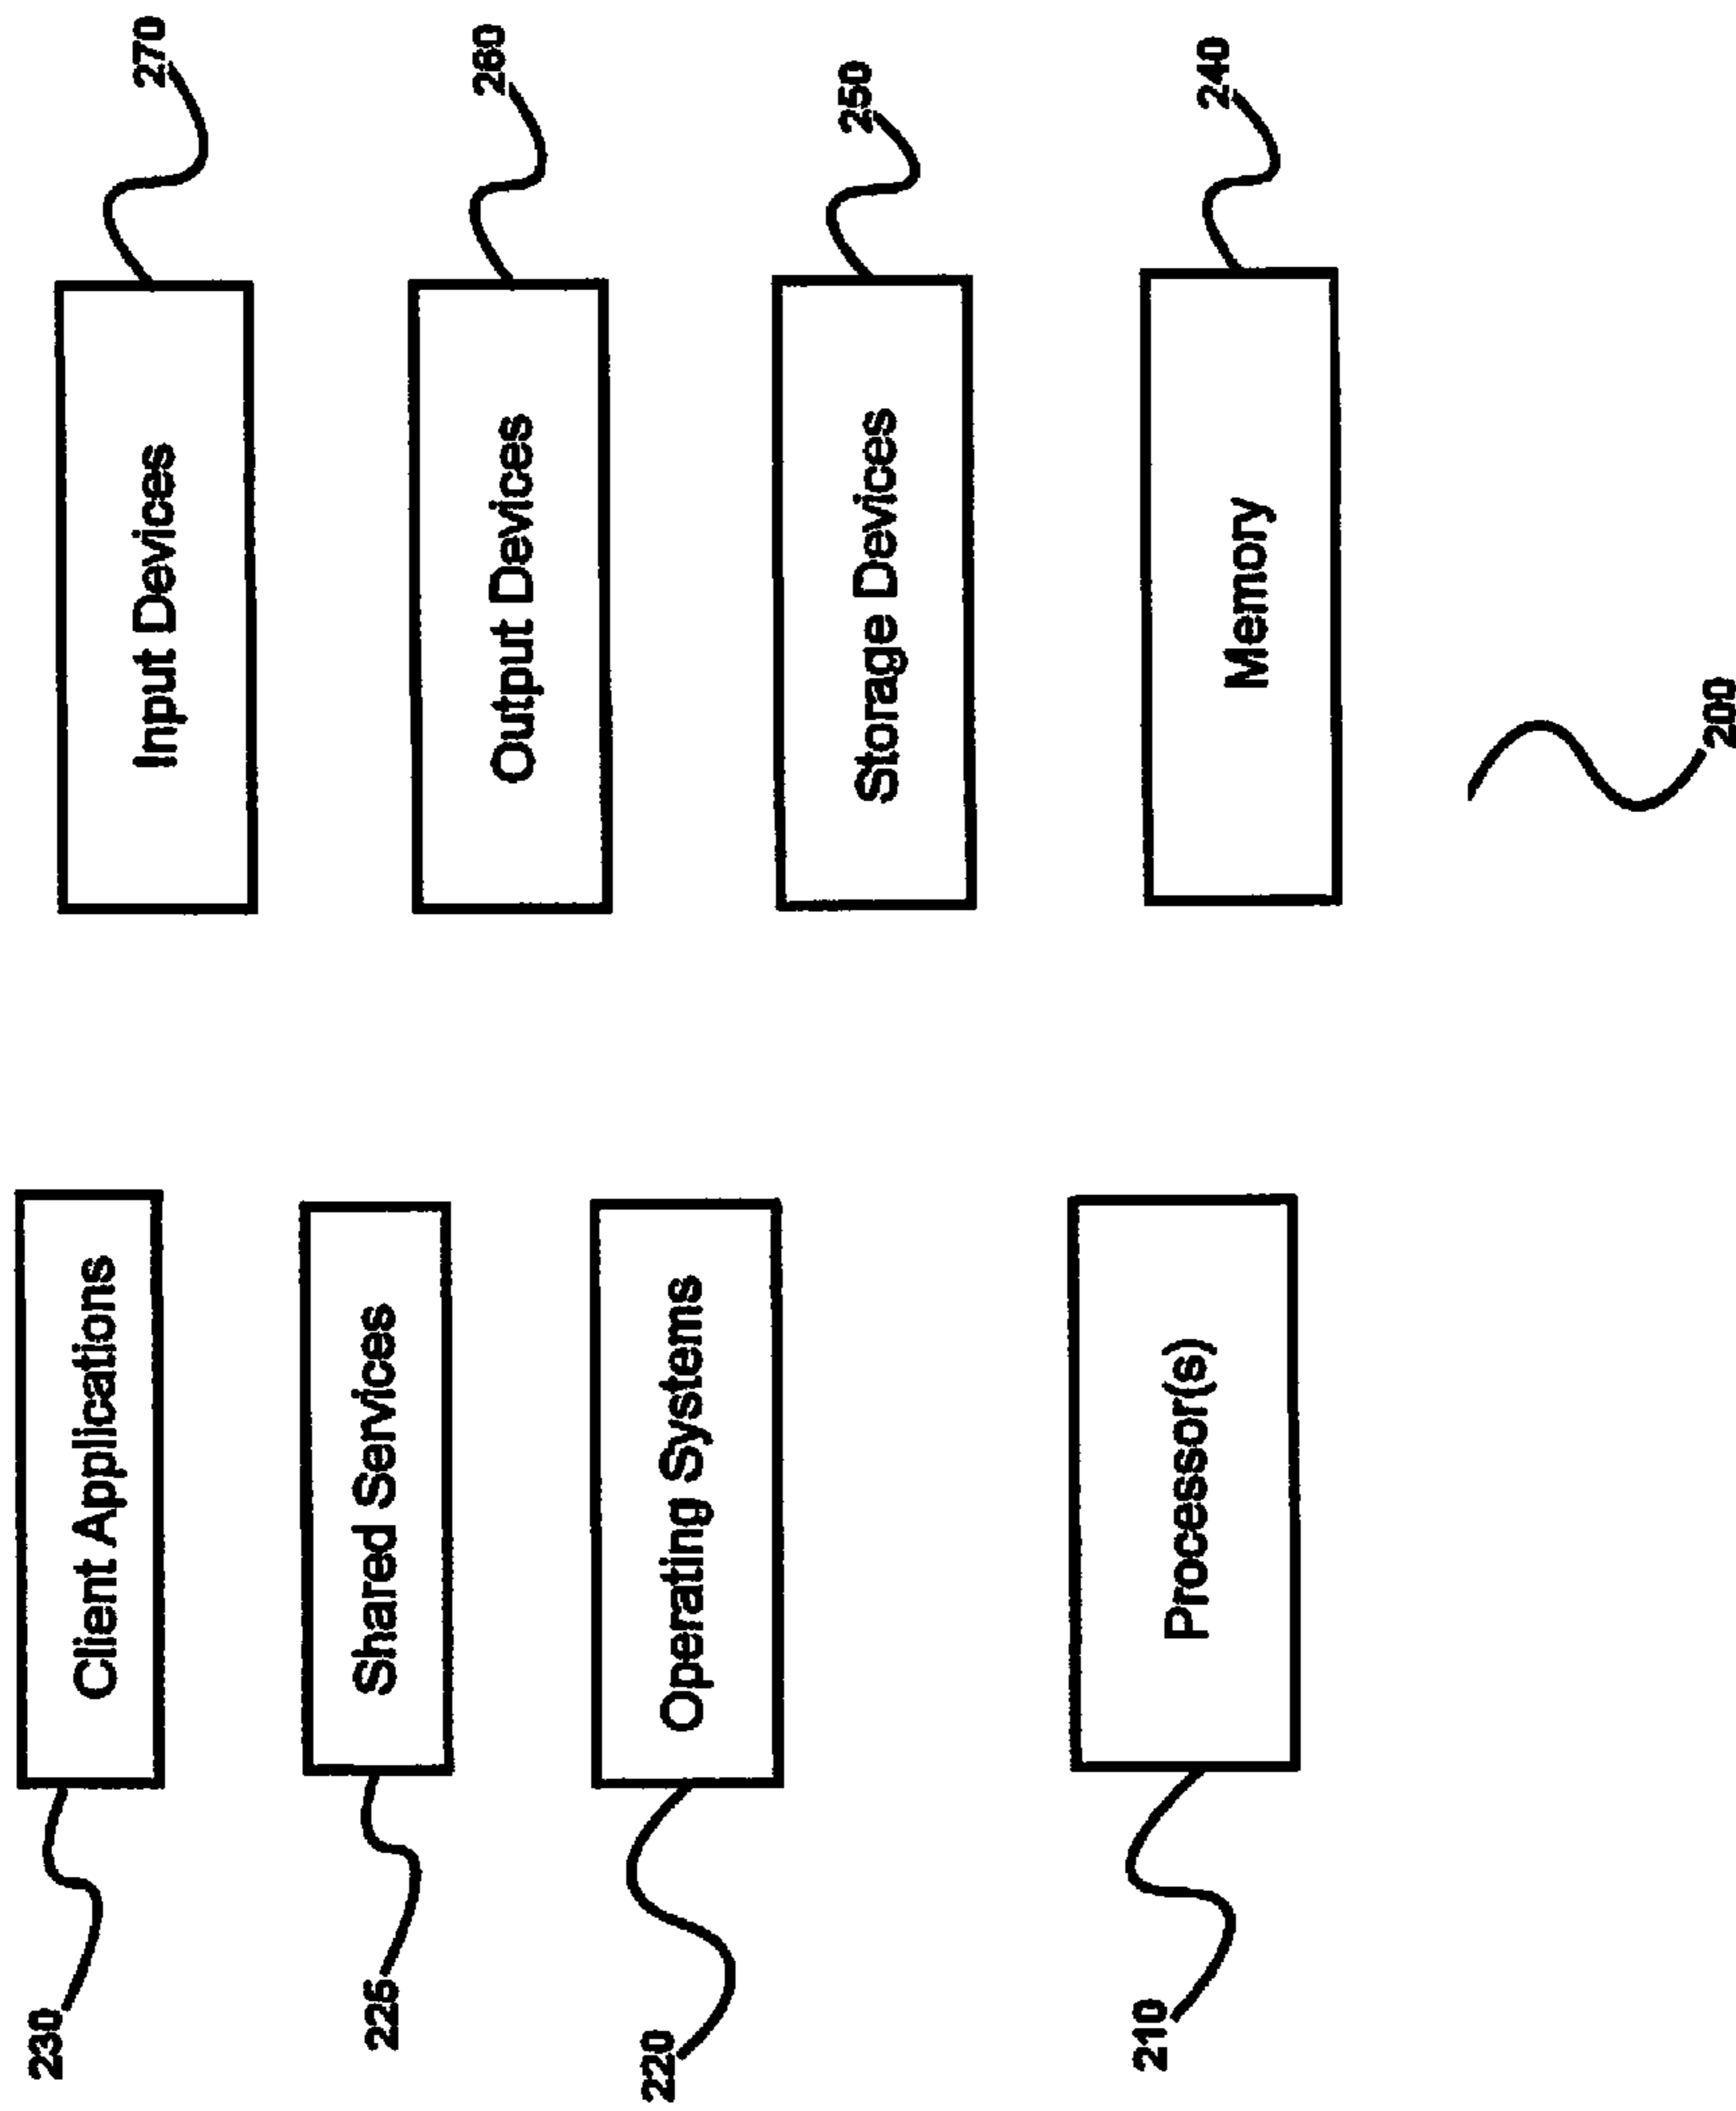 230
Client Applications
Input Devices
270
225
Shared Services
Output Devices
260
220
Operating Systems
Storage Devices
250
210
Processor(s)
Memory
240
200